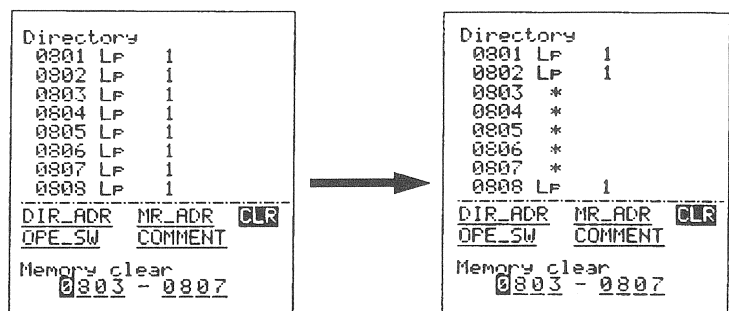 Directory
0801 LP 1
0802 LP 1
0803 LP 1
0804 LP 1
0805 LP 1
0806 LP 1
0807 LP 1
0808 LP 1
DIR_ADR MR_ADR CLR
OPE_SW COMMENT
Memory clear
0803 - 0807
Directory
0801 LP 1
0802 LP 1
0803 *
0804 *
0805 *
0806 *
0807 *
0808 LP 1
DIR_ADR MR_ADR CLR
OPE_SW COMMENT
Memory clear
0803 - 0807